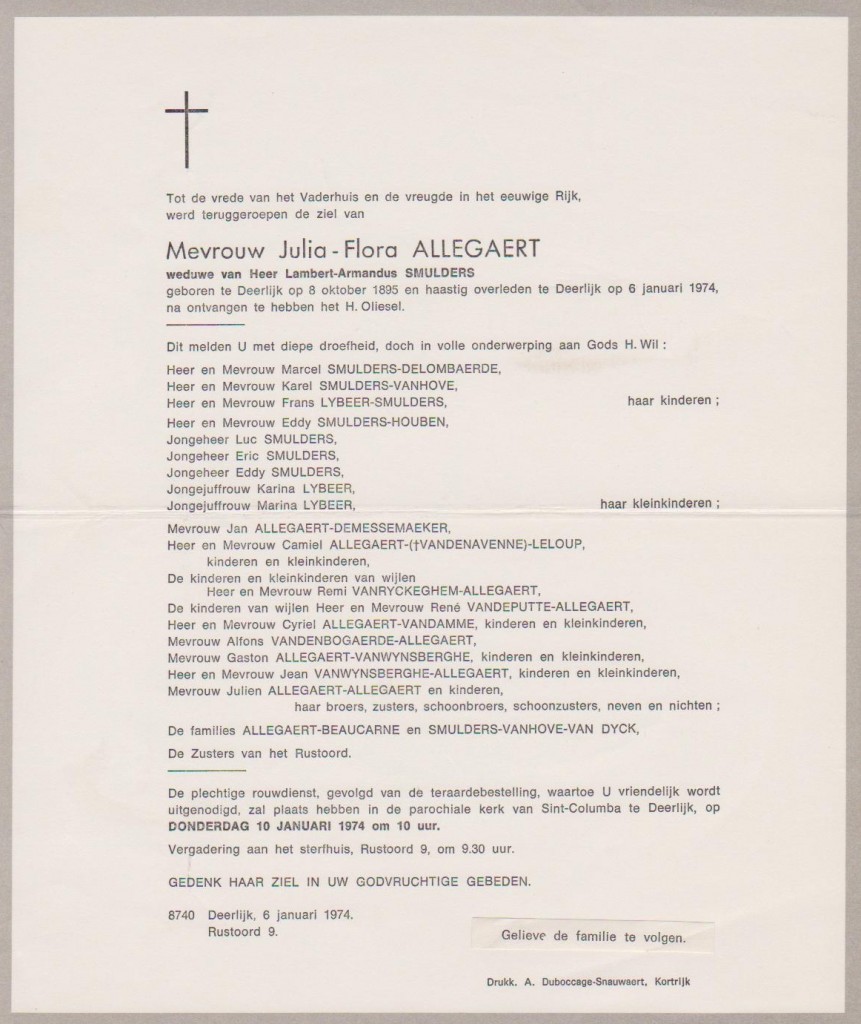 Tot de vrede van het Vaderhuis en de vreugde in het eeuwige Rijk,
werd teruggeroepen de ziel van
Mevrouw Julia - Flora ALLEGAERT
weduwe van Heer Lambert-Armandus SMULDERS
geboren te Deerlijk op 8 oktober 1895 en haastig overleden te Deerlijk op 6 januari 1974,
na ontvangen te hebben het H. Oliesel.
Dit melden U met diepe droefheid, doch in volle onderwerping aan Gods H. Wil :
Heer en Mevrouw Marcel SMULDERS-DELOMBAERDE,
Heer en Mevrouw Karel SMULDERS-VANHOVE,
Heer en Mevrouw Frans LYBEER-SMULDERS, haar kinderen ;
Heer en Mevrouw Eddy SMULDERS-HOUBEN,
Jongeheer Luc SMULDERS,
Jongeheer Eric SMULDERS,
Jongeheer Eddy SMULDERS,
Jongejuffrouw Karina LYBEER,
Jongejuffrouw Marina LYBEER, haar kleinkinderen ;
Mevrouw Jan ALLEGAERT-DEMESSEMAEKER,
Heer en Mevrouw Camiel ALLEGAERT-(†VANDENAVENNE)-LELOUP,
kinderen en kleinkinderen,
De kinderen en kleinkinderen van wijlen
Heer en Mevrouw Remi VANRYCKEGHEM-ALLEGAERT,
De kinderen van wijlen Heer en Mevrouw René VANDEPUTTE-ALLEGAERT,
Heer en Mevrouw Cyriel ALLEGAERT-VANDAMME, kinderen en kleinkinderen,
Mevrouw Alfons VANDENBOGAERDE-ALLEGAERT,
Mevrouw Gaston ALLEGAERT-VANWYNSBERGHE, kinderen en kleinkinderen,
Heer en Mevrouw Jean VANWYNSBERGHE-ALLEGAERT, kinderen en kleinkinderen,
Mevrouw Julien ALLEGAERT-ALLEGAERT en kinderen,
haar broers, zusters, schoonbroers, schoonzusters, neven en nichten ;
De families ALLEGAERT-BEAUCARNE en SMULDERS-VANHOVE-VAN DYCK,
De Zusters van het Rustoord.
De plechtige rouwdienst, gevolgd van de teraardebestelling, waartoe U vriendelijk wordt
uitgenodigd, zal plaats hebben in de parochiale kerk van Sint-Columba te Deerlijk, op
DONDERDAG 10 JANUARI 1974 om 10 uur.
Vergadering aan het sterfhuis, Rustoord 9, om 9.30 uur.
GEDENK HAAR ZIEL IN UW GODVRUCHTIGE GEBEDEN.
8740 Deerlijk, 6 januari 1974.
Rustoord 9.
Gelieve de familie te volgen.
Drukk. A. Duboccage-Snauwaert, Kortrijk